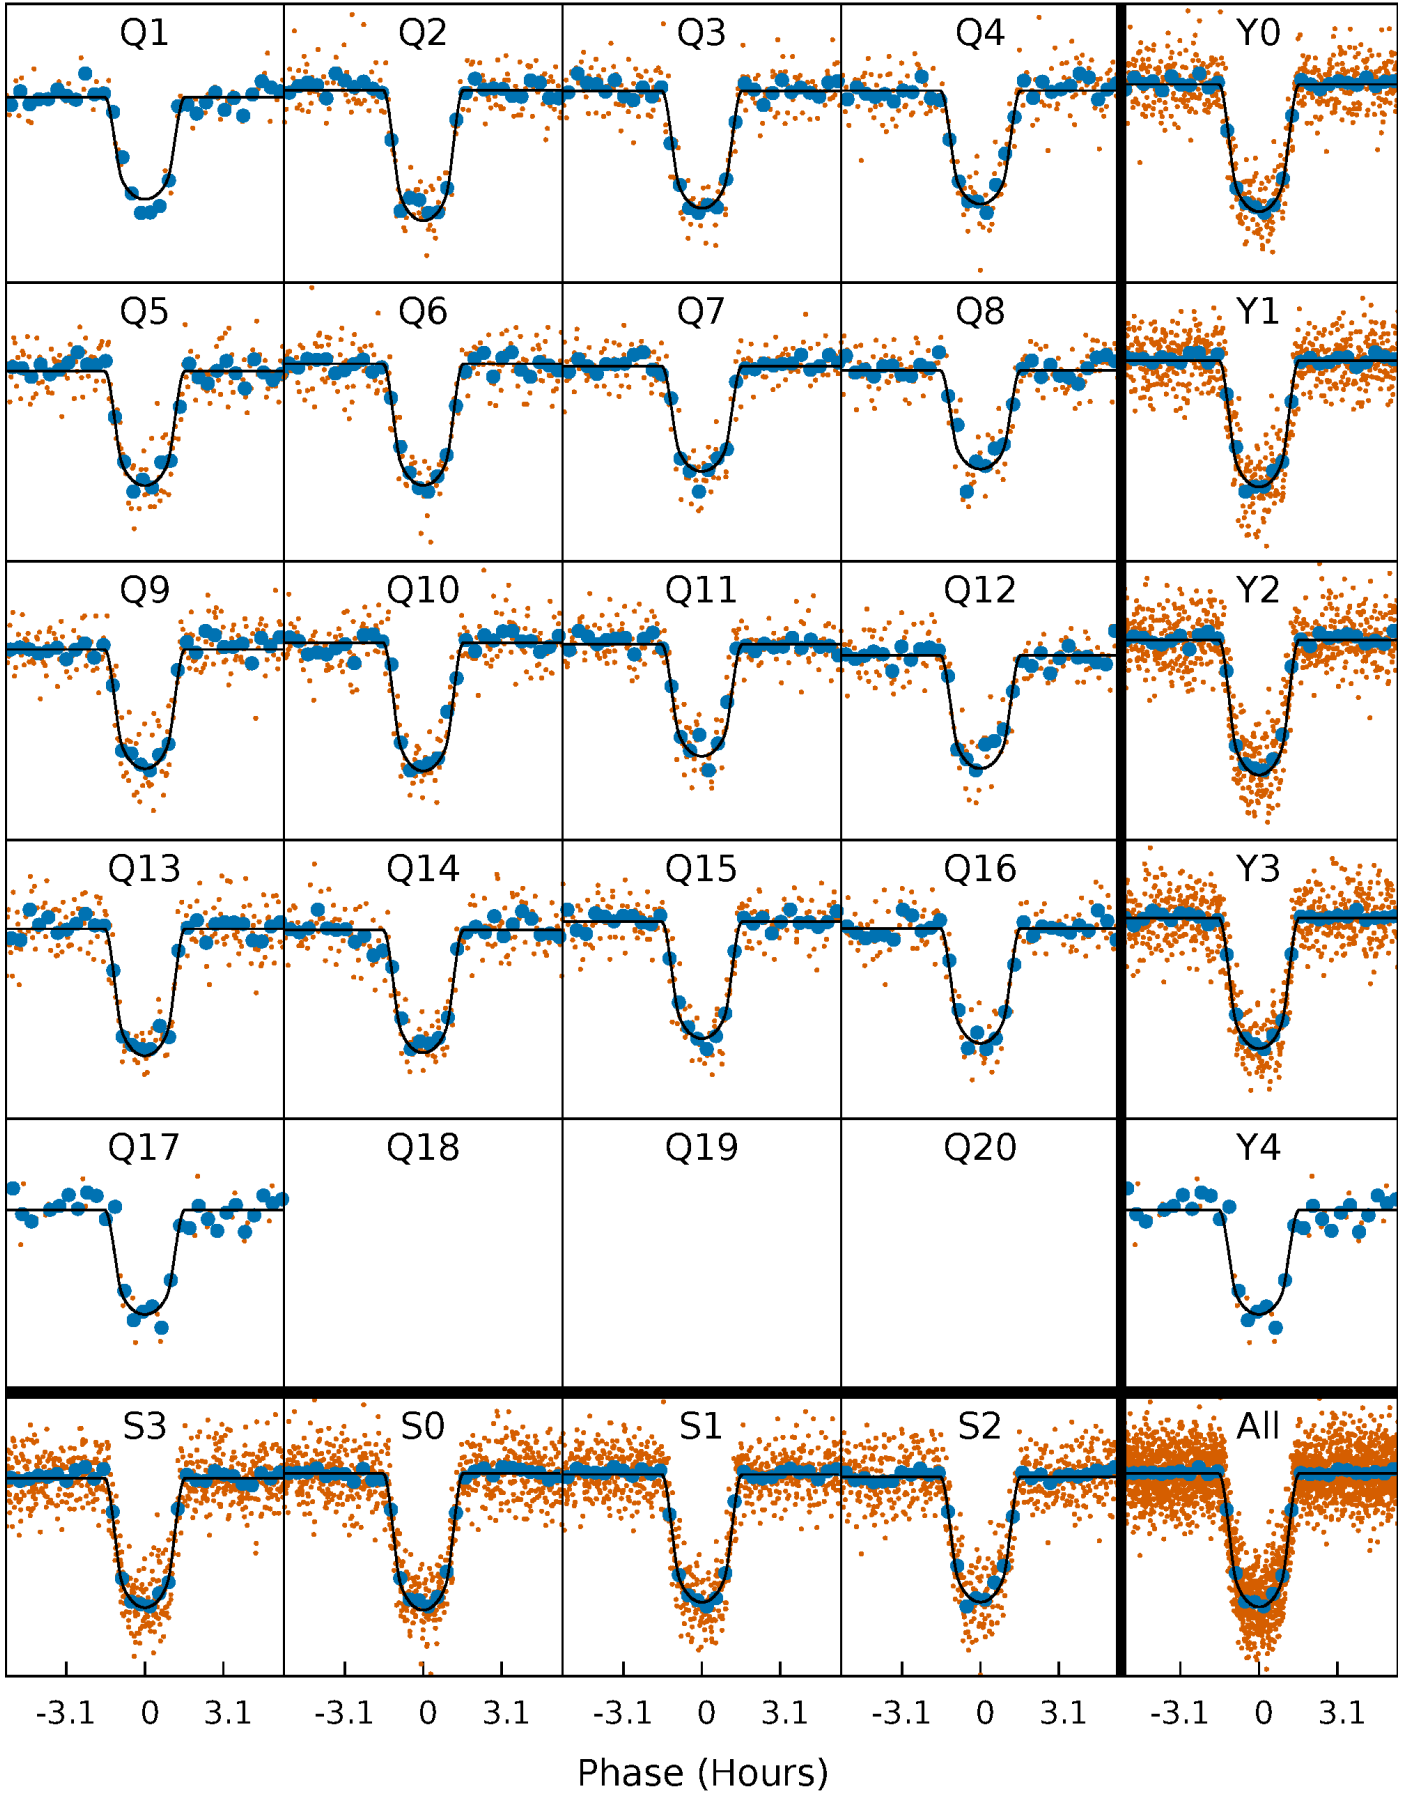 Q1 Q2 Q3 Q4 Y0
Q5 Q6 Q7 Q8 Y1
Q9 Q10 Q11 Q12 Y2
Q13 Q14 Q15 Q16 Y3
Q17 Q18 Q19 Q20 Y4
S3 S0 S1 S2 All
-3.1 0 3.1 -3.1 0 3.1 -3.1 0 3.1 -3.1 0 3.1 -3.1 0 3.1
Phase (Hours)